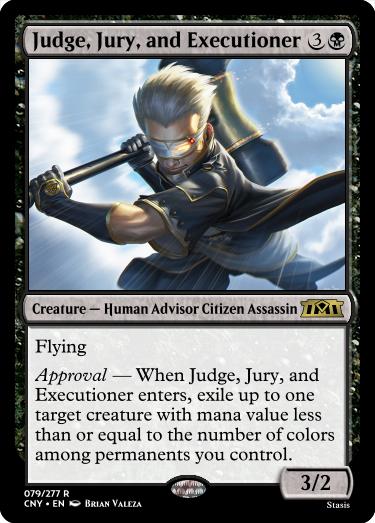 Judge, Jury, and Executioner 3
Creature — Human Advisor Citizen Assassin
Flying
Approval — When Judge, Jury, and
Executioner enters, exile up to one
target creature with mana value less
than or equal to the number of colors
among permanents you control.
3/2
079/277 R
CNY • EN Brian Valeza
Stasis